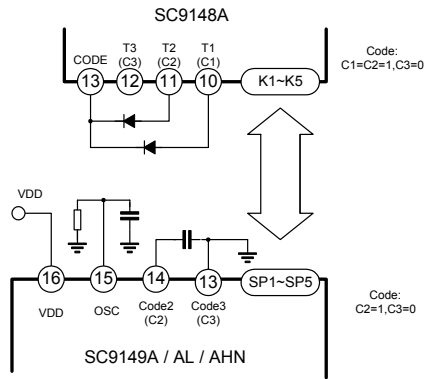 SC9148A
CODE
T3
(C3)
T2
(C2)
T1
(C1)
13
12
11
10
K1~K5
Code:
C1=C2=1,C3=0
VDD
16
15
14
13
SP1~SP5
VDD
OSC
Code2
(C2)
Code3
(C3)
Code:
C2=1,C3=0
SC9149A / AL / AHN